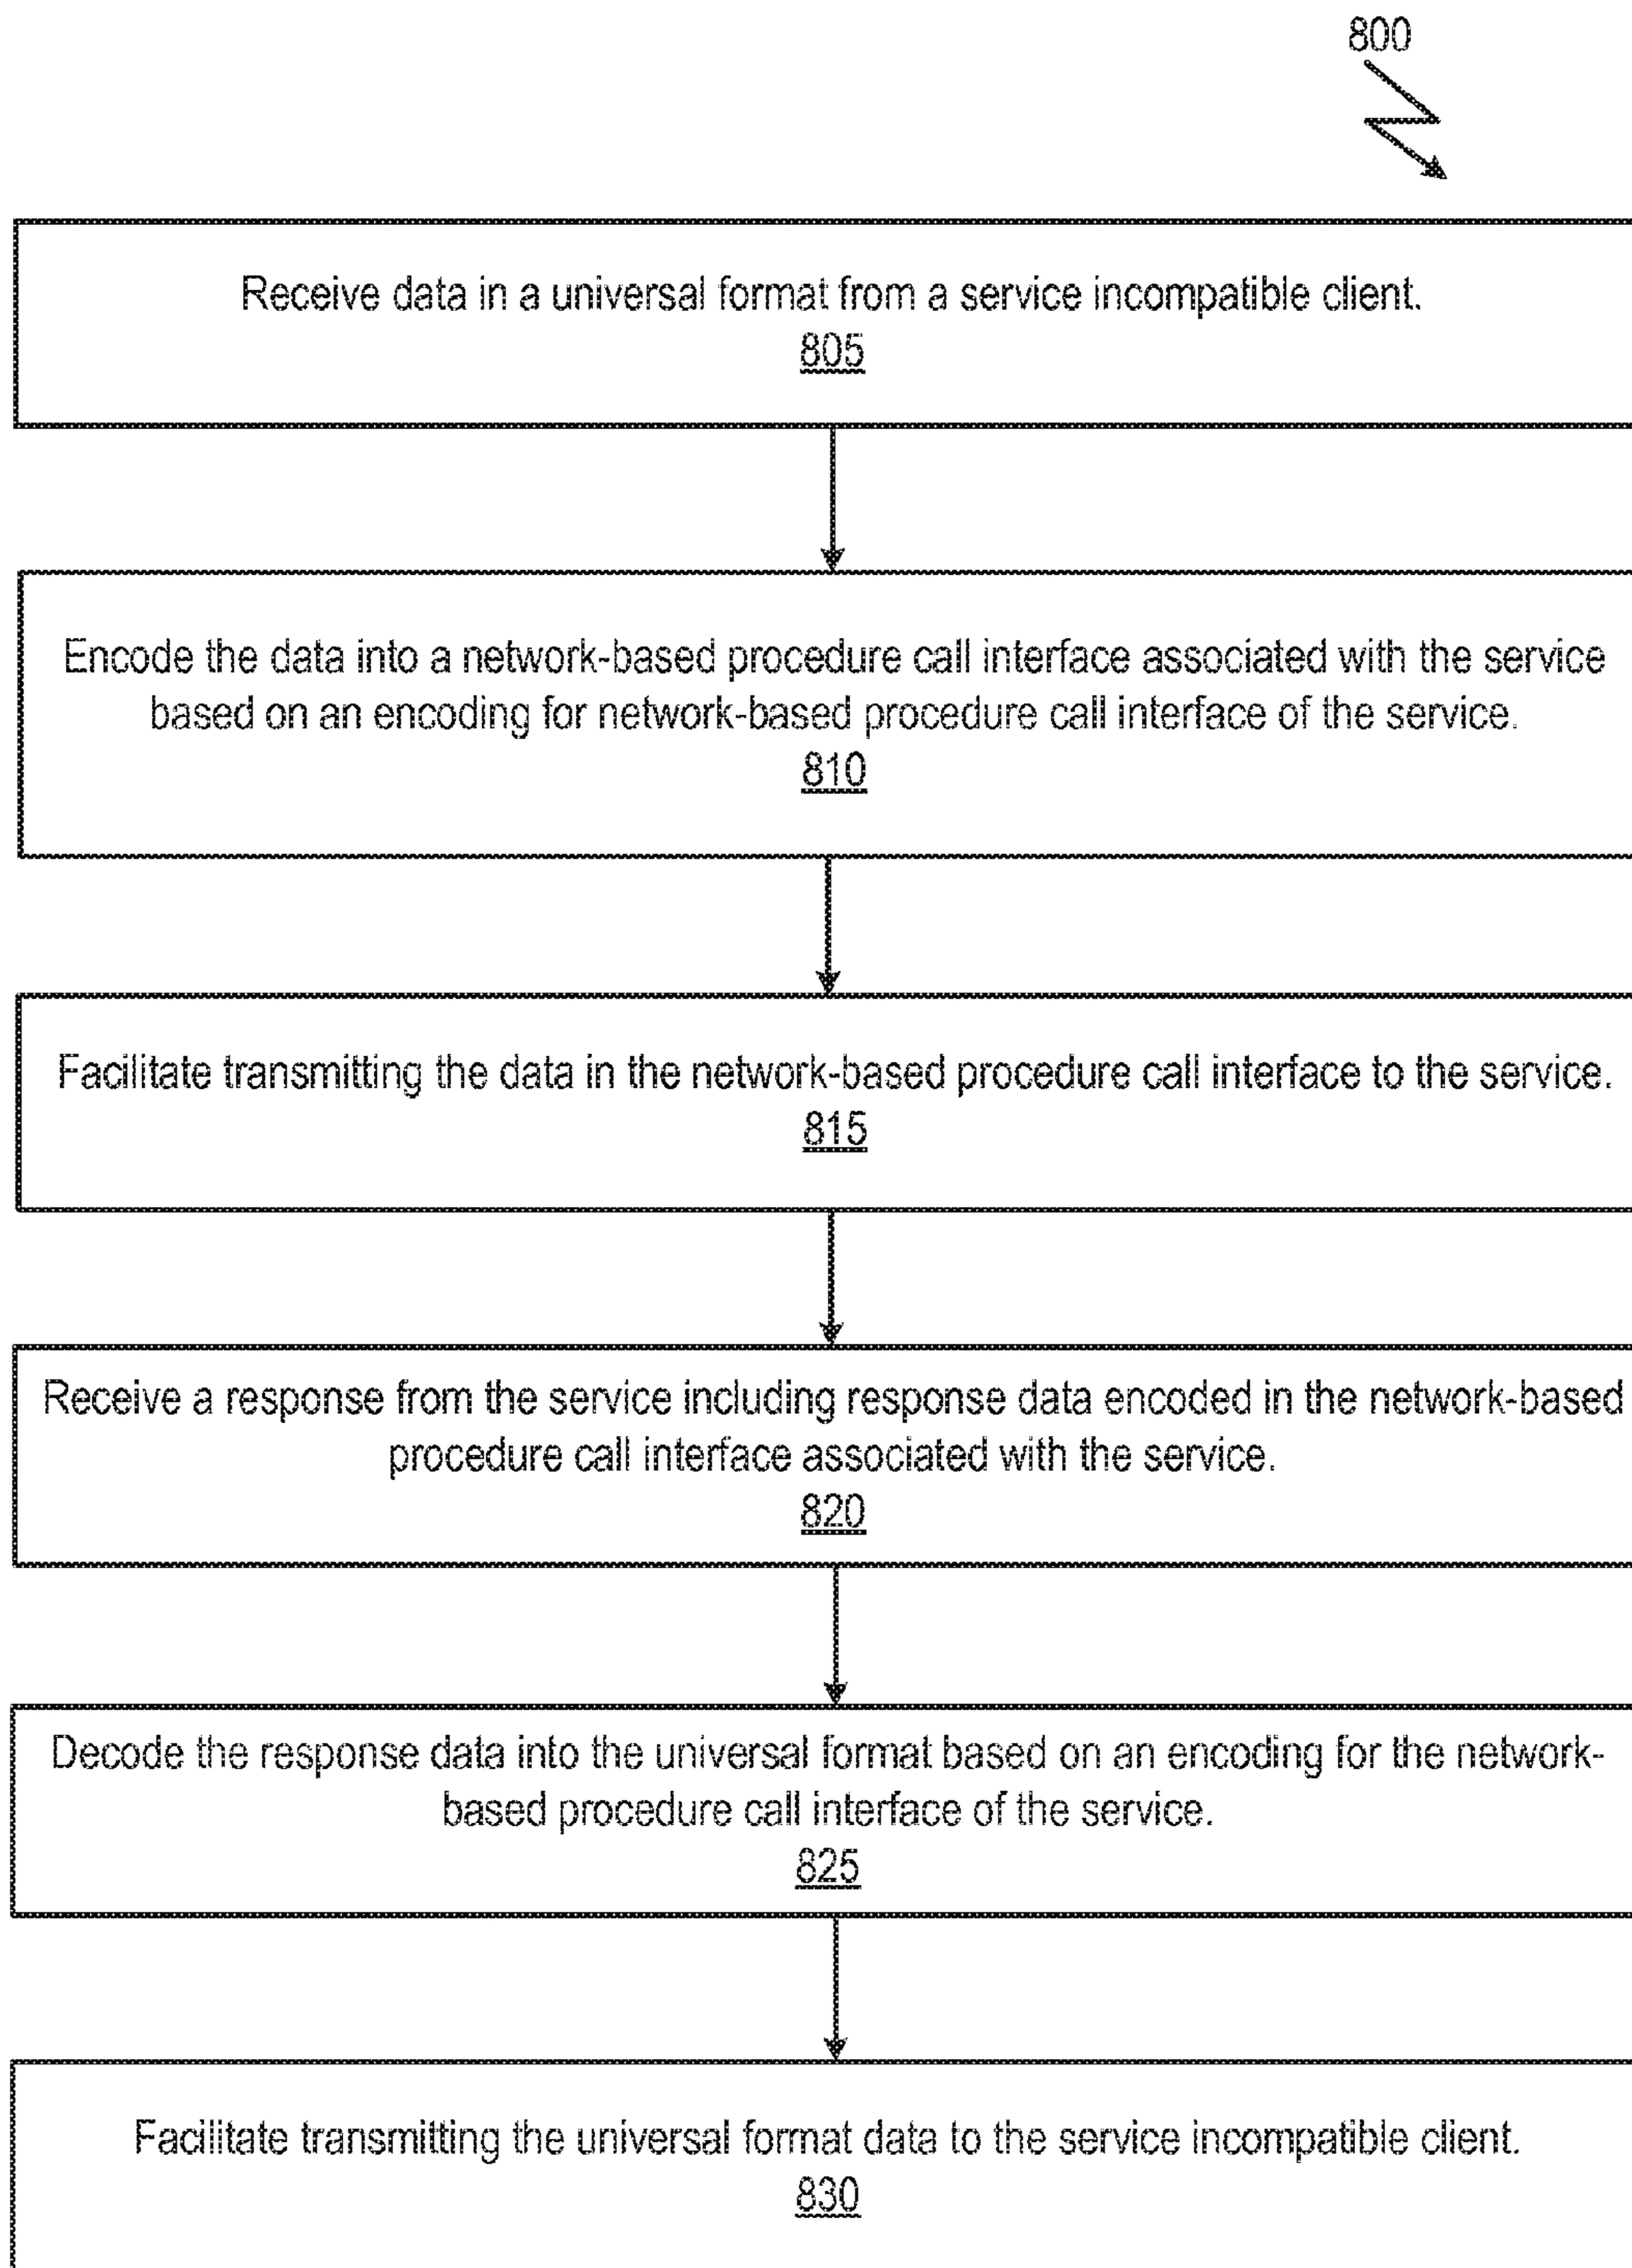 800
Receive data in a universal format from a service incompatible client.
805
Encode the data into a network-based procedure call interface associated with the service
based on an encoding for network-based procedure call interface of the service.
810
Facilitate transmitting the data in the network-based procedure call interface to the service.
815
Receive a response from the service including response data encoded in the network-based
procedure call interface associated with the service.
820
Decode the response data into the universal format based on an encoding for the network-
based procedure call interface of the service.
825
Facilitate transmitting the universal format data to the service incompatible client.
830